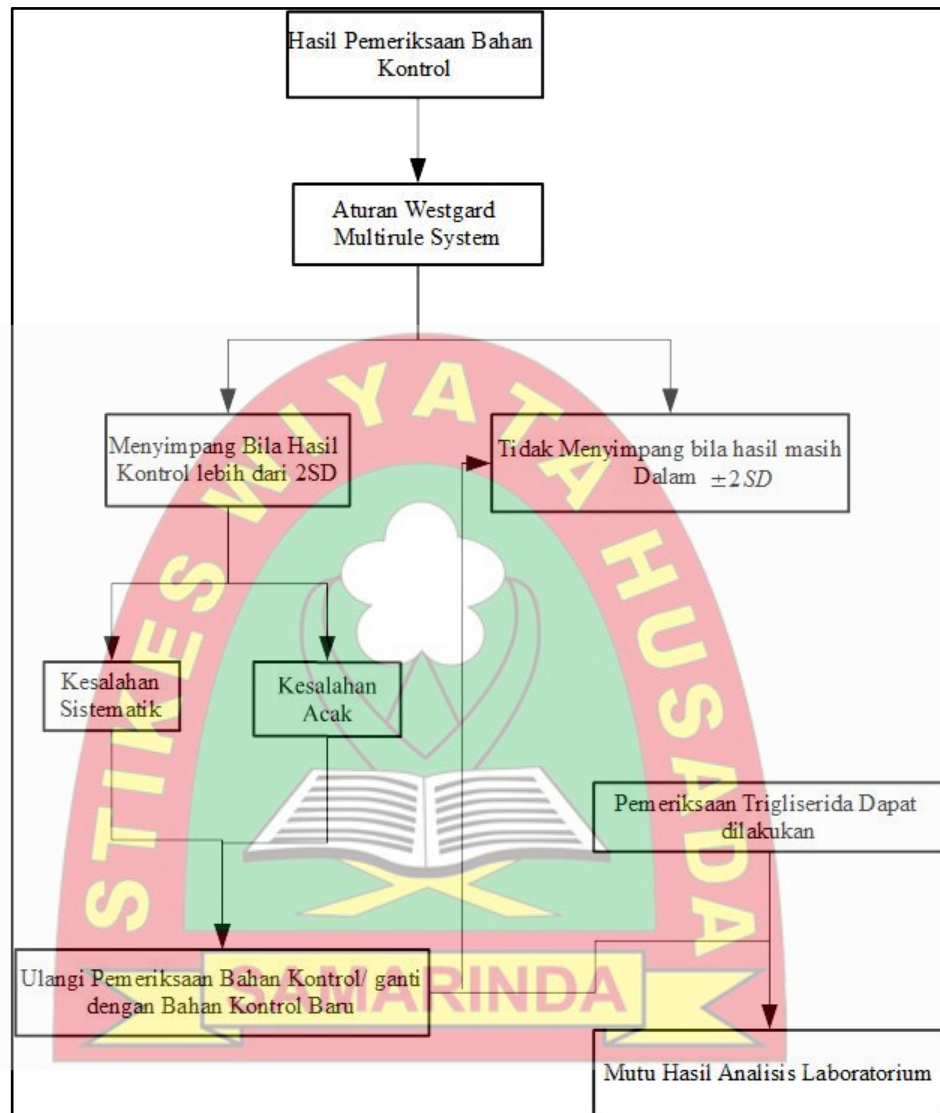 Hasil Pemeriksaan Bahan
Kontrol
Aturan Westgard
Multirule System
Menyimpang Bila Hasil
Kontrol lebih dari 2SD
Tidak Menyimpang bila hasil masih
Dalam ±2SD
Kesalahan
Sistematik
Kesalahan
Acak
Pemeriksaan Trigliserida Dapat
dilakukan
Ulangi Pemeriksaan Bahan Kontrol/ ganti
dengan Bahan Kontrol Baru
Mutu Hasil Analisis Laboratorium
STIKES WIYATA HUSADA
SAMARINDA